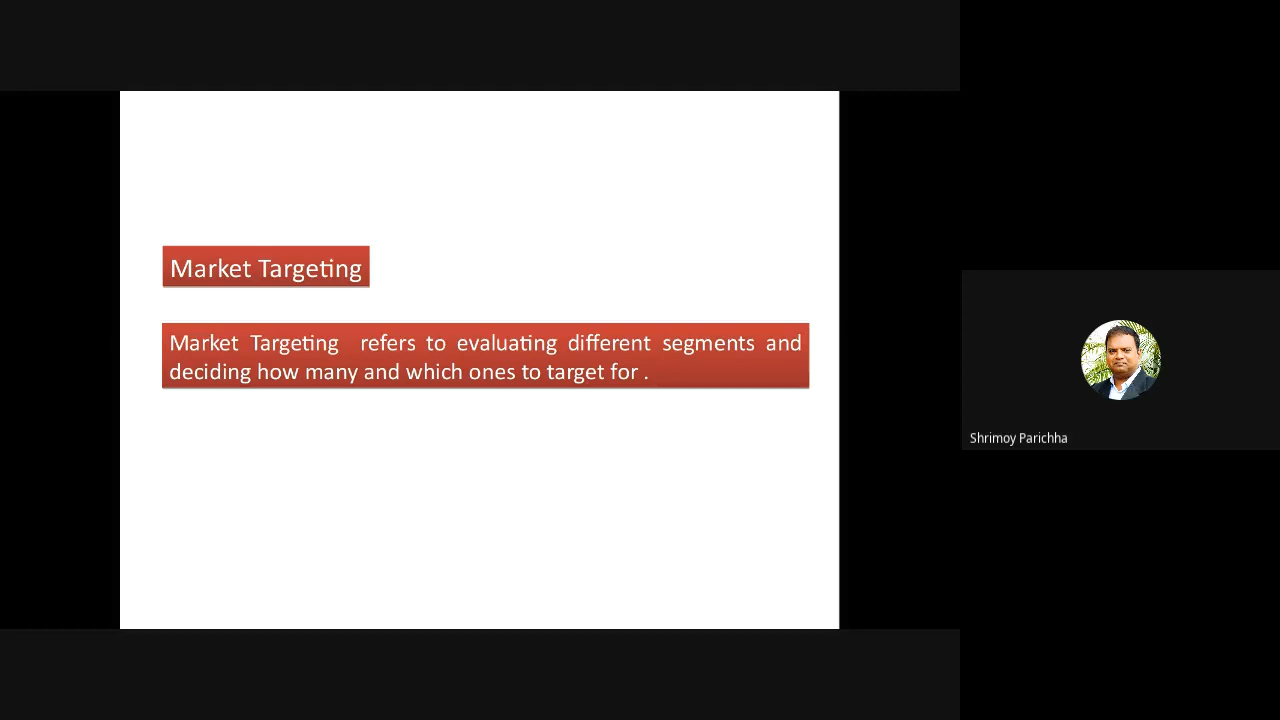 Market Targeting
Market Targeting refers to evaluating different segments and
deciding how many and which ones to target for .
Shrimoy Parichha